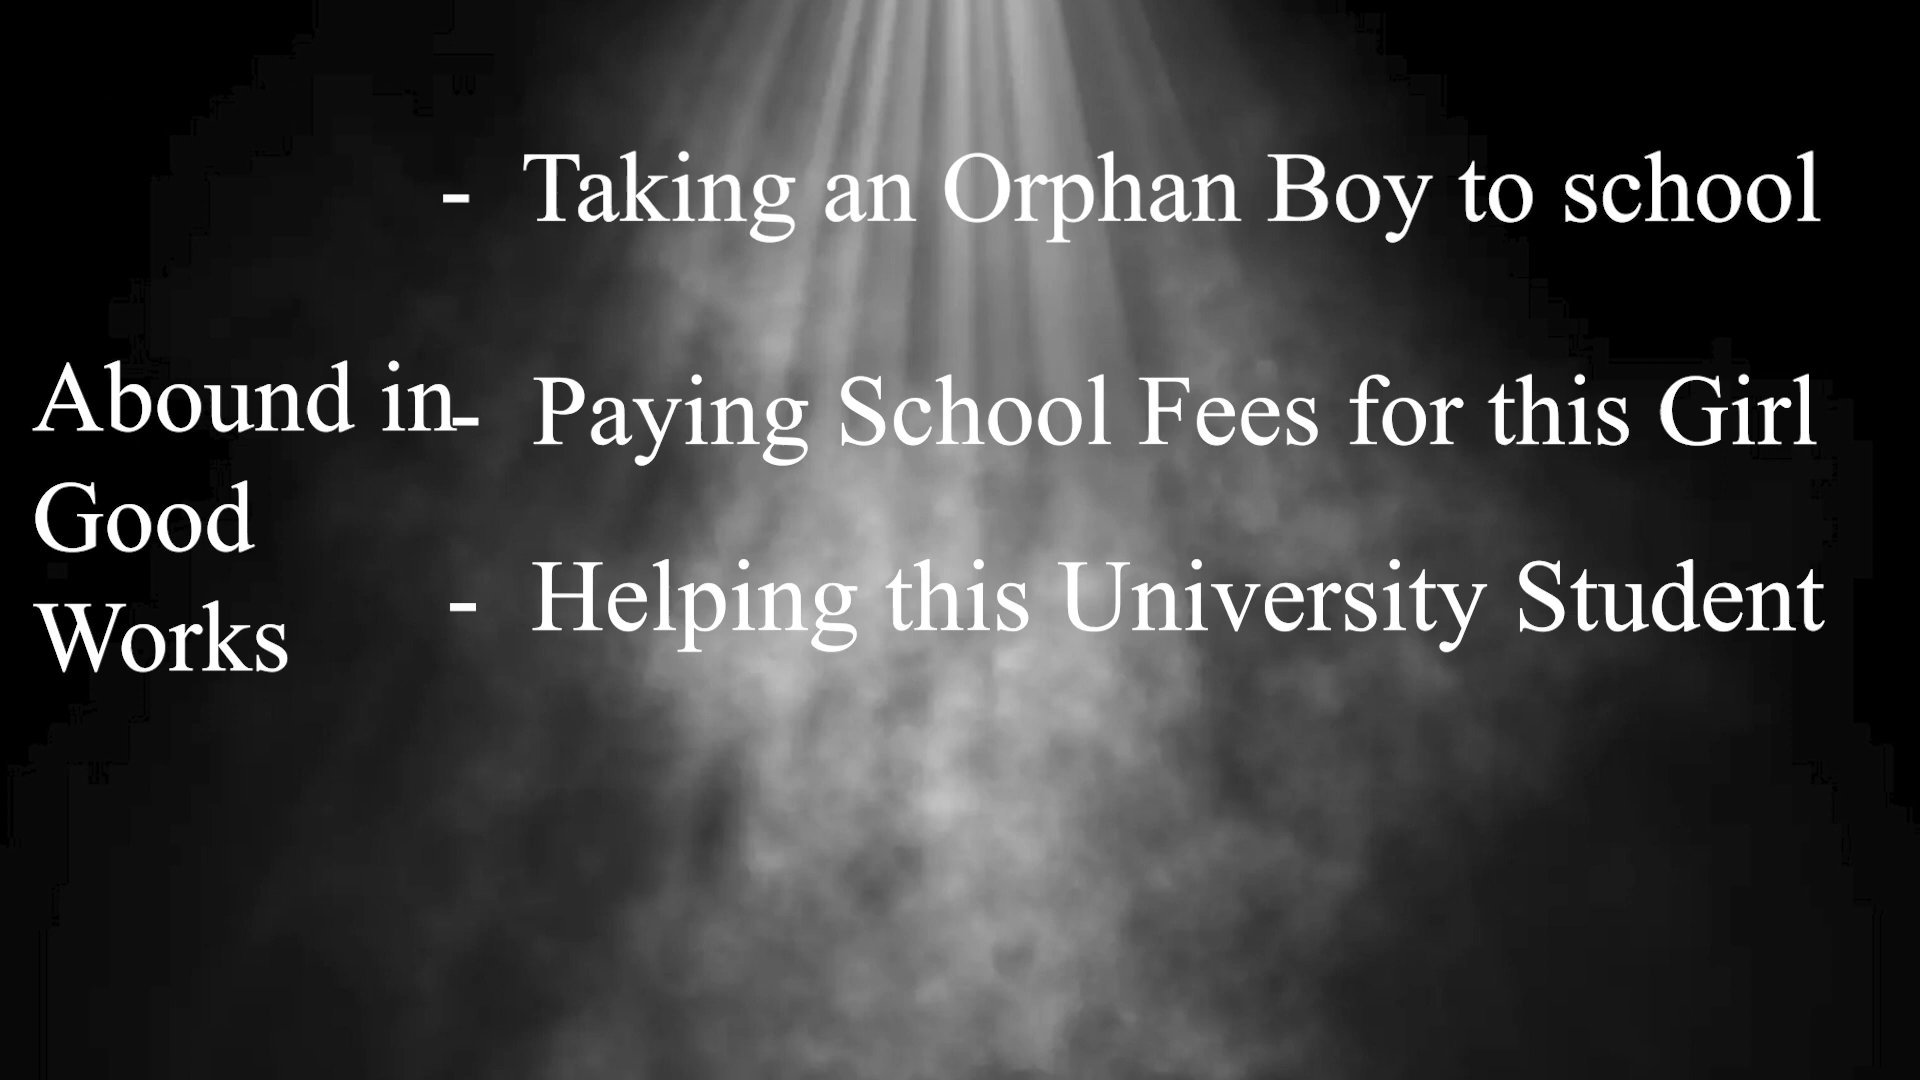 - Taking an Orphan Boy to school
Abound in
Good
Works
- Paying School Fees for this Girl
- Helping this University Student